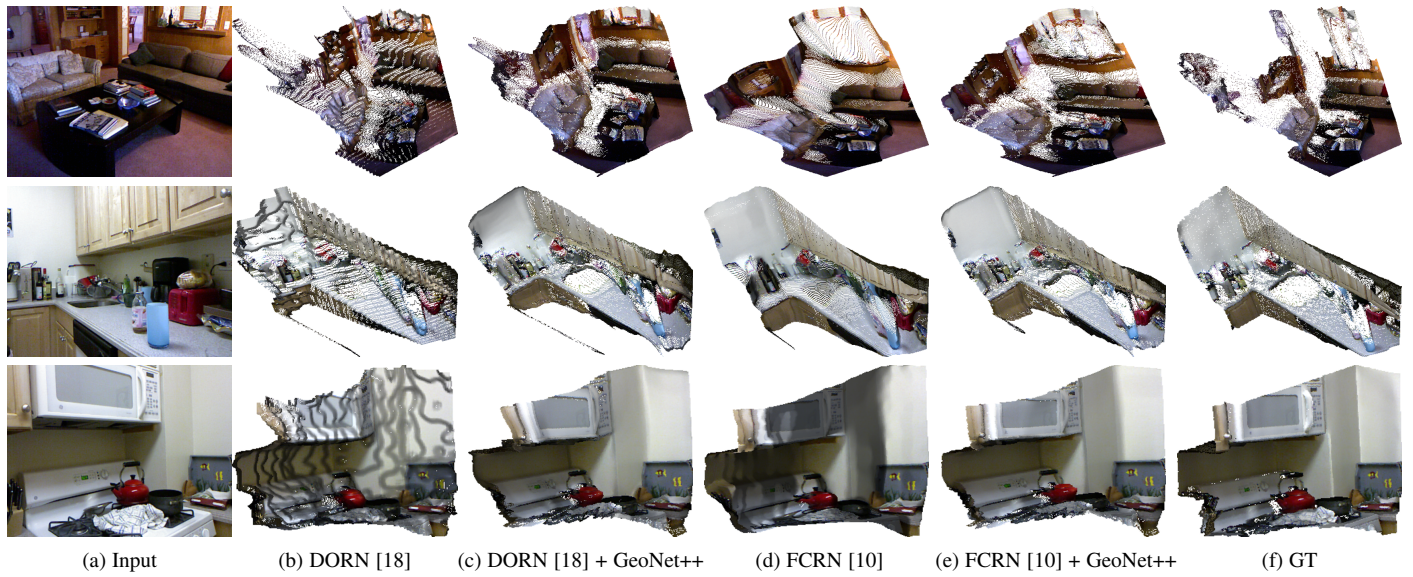 (a) Input
(b) DORN [18]
(c) DORN [18] + GeoNet++
(d) FCRN [10]
(e) FCRN [10] + GeoNet++
(f) GT